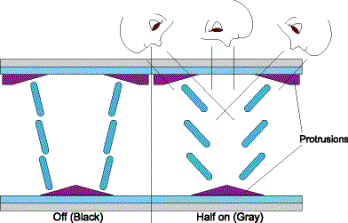 Protrusions
Off (Black)
Half on (Gray)